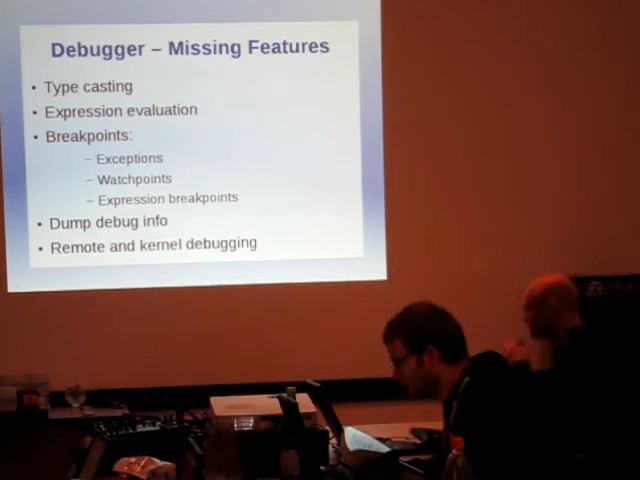 Debugger – Missing Features
• Type casting
• Expression evaluation
• Breakpoints:
– Exceptions
– Watchpoints
– Expression breakpoints
• Dump debug info
• Remote and kernel debugging